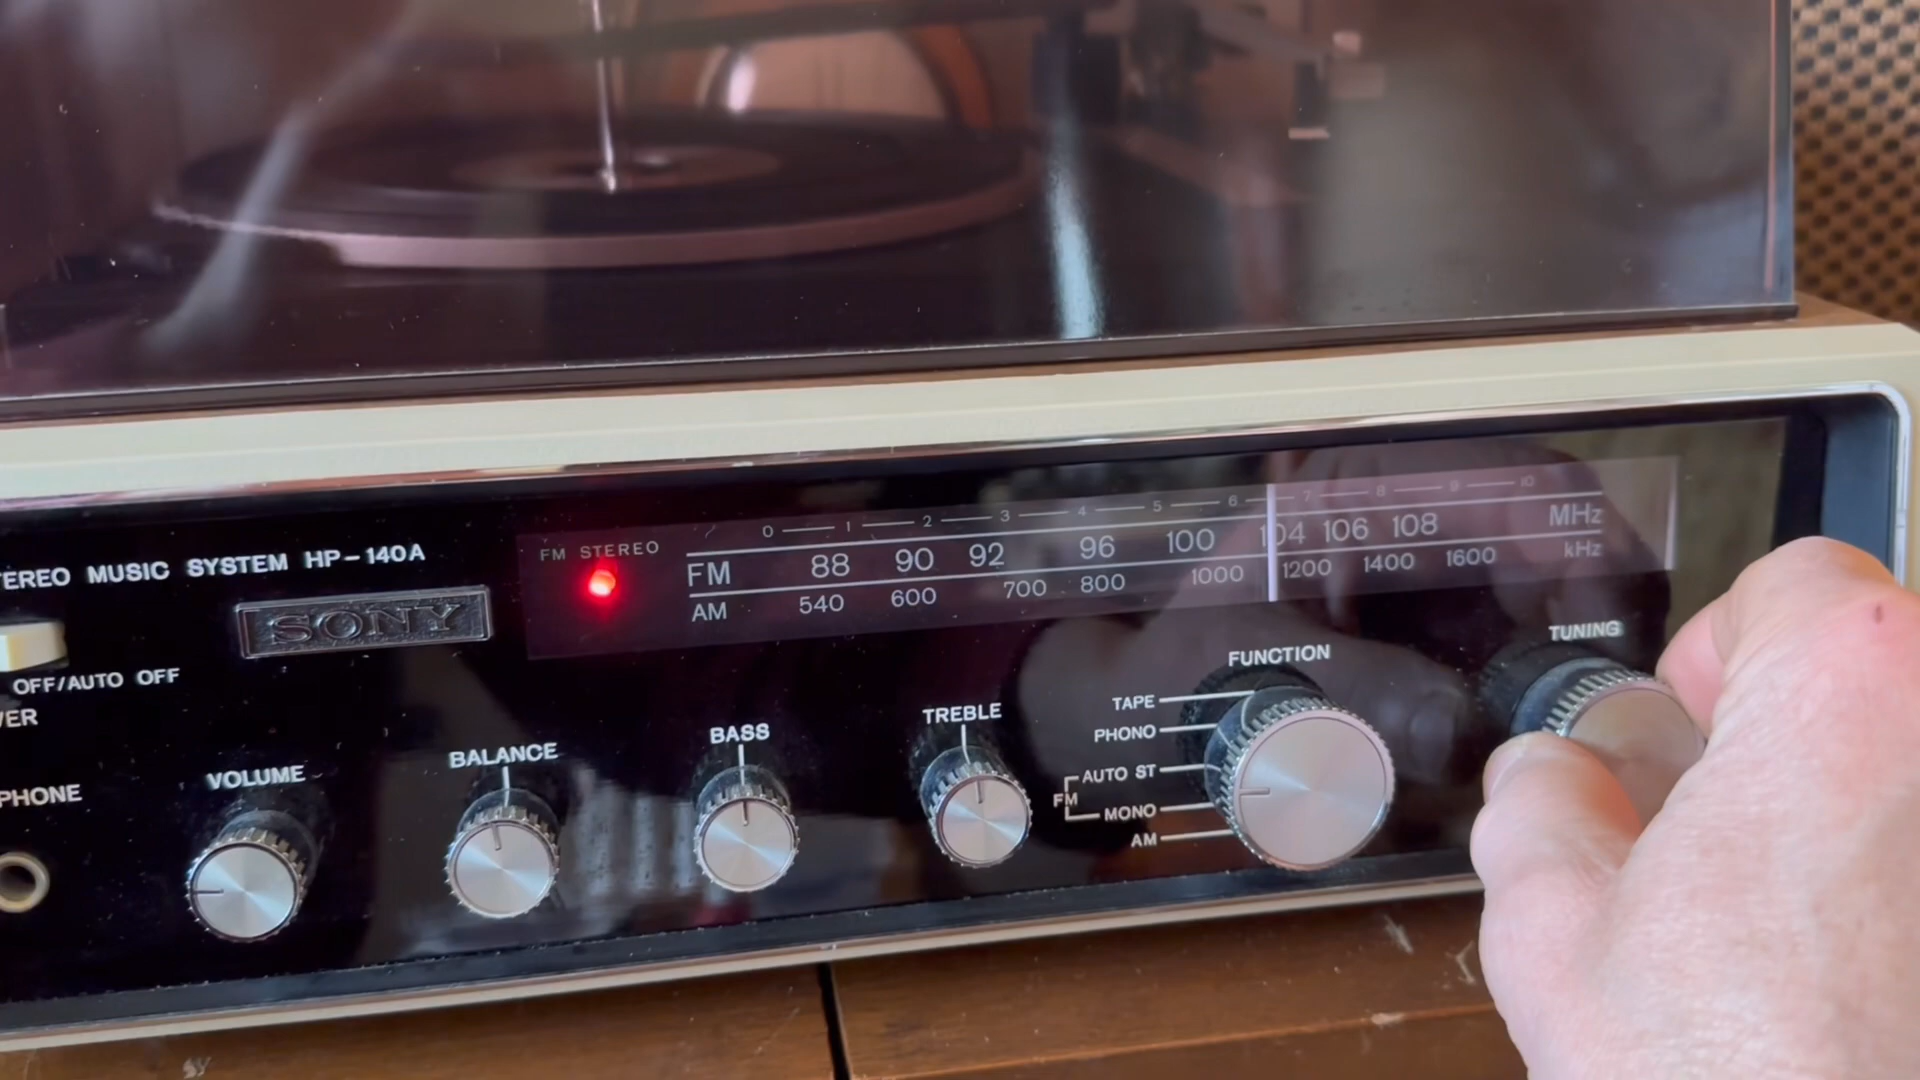 TEREO MUSIC SYSTEM HP-140A
SONY
OFF/AUTO OFF
WER
PHONE
FM STEREO
0 1 2 3 4 5 6 7 8 9 10
FM 88 90 92 96 100 104 106 108 MHz
AM 540 600 700 800 1000 1200 1400 1600 kHz
VOLUME
BALANCE
BASS
TREBLE
FUNCTION
TAPE
PHONO
FM
AUTO ST
MONO
AM
TUNING